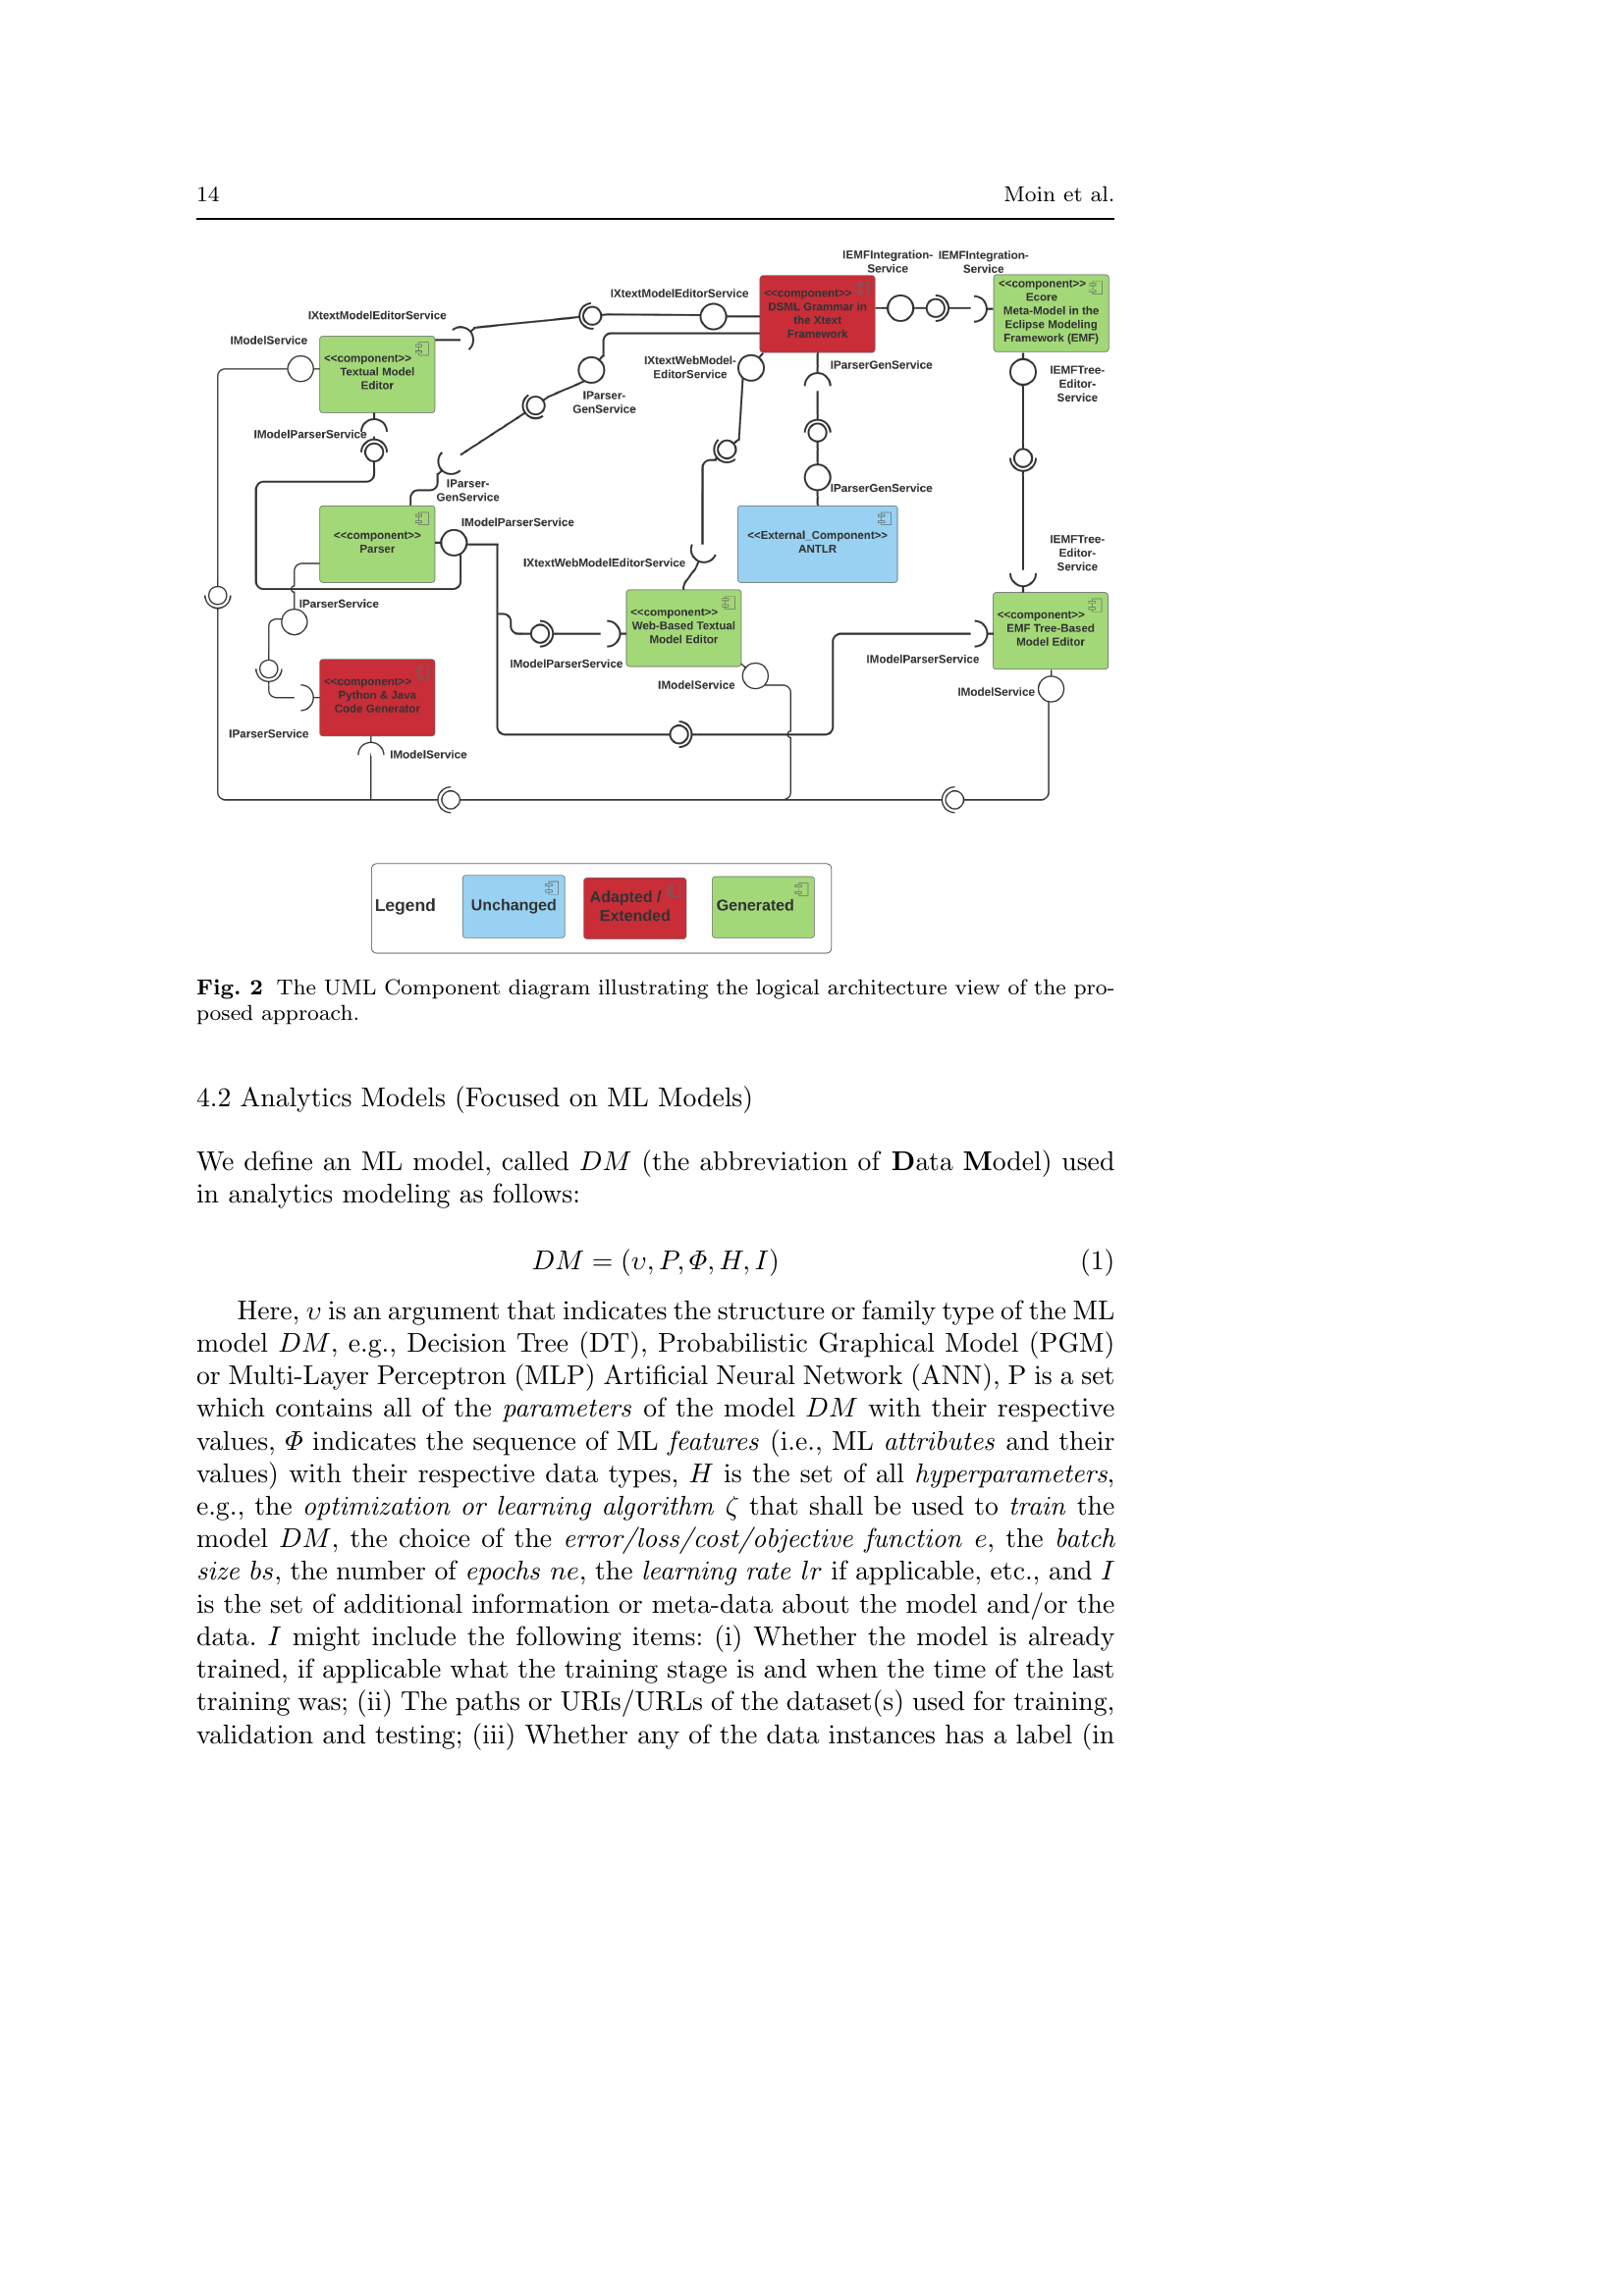 14
Moin et al.
IEMFIntegration-
Service
IEMFIntegration-
Service
IXtextModelEditorService
<<component>>
DSML Grammar in
the Xtext
Framework
<<component>>
Ecore
Meta-Model in the
Eclipse Modeling
Framework (EMF)
IXtextModelEditorService
IModelService
<<component>>
Textual Model
Editor
IXtextWebModel-
EditorService
IParserGenService
IEMFTree-
Editor-
Service
IParser-
GenService
IModelParserService
IParser-
GenService
IParserGenService
IModelParserService
<<component>>
Parser
<<External_Component>>
ANTLR
IXtextWebModelEditorService
IEMFTree-
Editor-
Service
IParserService
<<component>>
Web-Based Textual
Model Editor
<<component>>
EMF Tree-Based
Model Editor
IModelParserService
IModelParserService
IModelService
IModelService
<<component>>
Python & Java
Code Generator
IParserService
IModelService
Legend
Unchanged
Adapted /
Extended
Generated
Fig. 2 The UML Component diagram illustrating the logical architecture view of the pro-
posed approach.
4.2 Analytics Models (Focused on ML Models)
We define an ML model, called DM (the abbreviation of Data Model) used
in analytics modeling as follows:
DM = (υ, P, Φ, H, I) (1)
Here, υ is an argument that indicates the structure or family type of the ML
model DM, e.g., Decision Tree (DT), Probabilistic Graphical Model (PGM)
or Multi-Layer Perceptron (MLP) Artificial Neural Network (ANN), P is a set
which contains all of the parameters of the model DM with their respective
values, Φ indicates the sequence of ML features (i.e., ML attributes and their
values) with their respective data types, H is the set of all hyperparameters,
e.g., the optimization or learning algorithm ζ that shall be used to train the
model DM, the choice of the error/loss/cost/objective function e, the batch
size bs, the number of epochs ne, the learning rate lr if applicable, etc., and I
is the set of additional information or meta-data about the model and/or the
data. I might include the following items: (i) Whether the model is already
trained, if applicable what the training stage is and when the time of the last
training was; (ii) The paths or URIs/URLs of the dataset(s) used for training,
validation and testing; (iii) Whether any of the data instances has a label (in